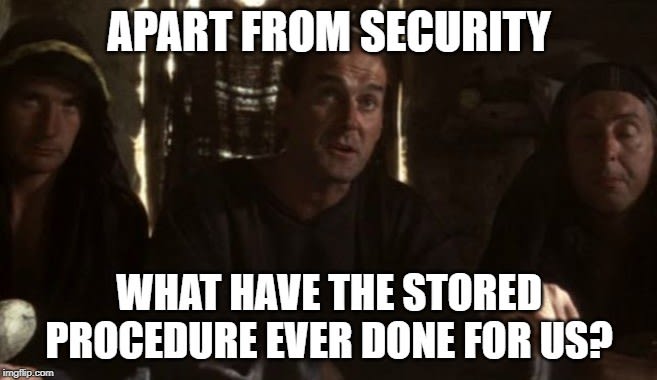 APART FROM SECURITY
WHAT HAVE THE STORED
PROCEDURE EVER DONE FOR US?
imgflip.com